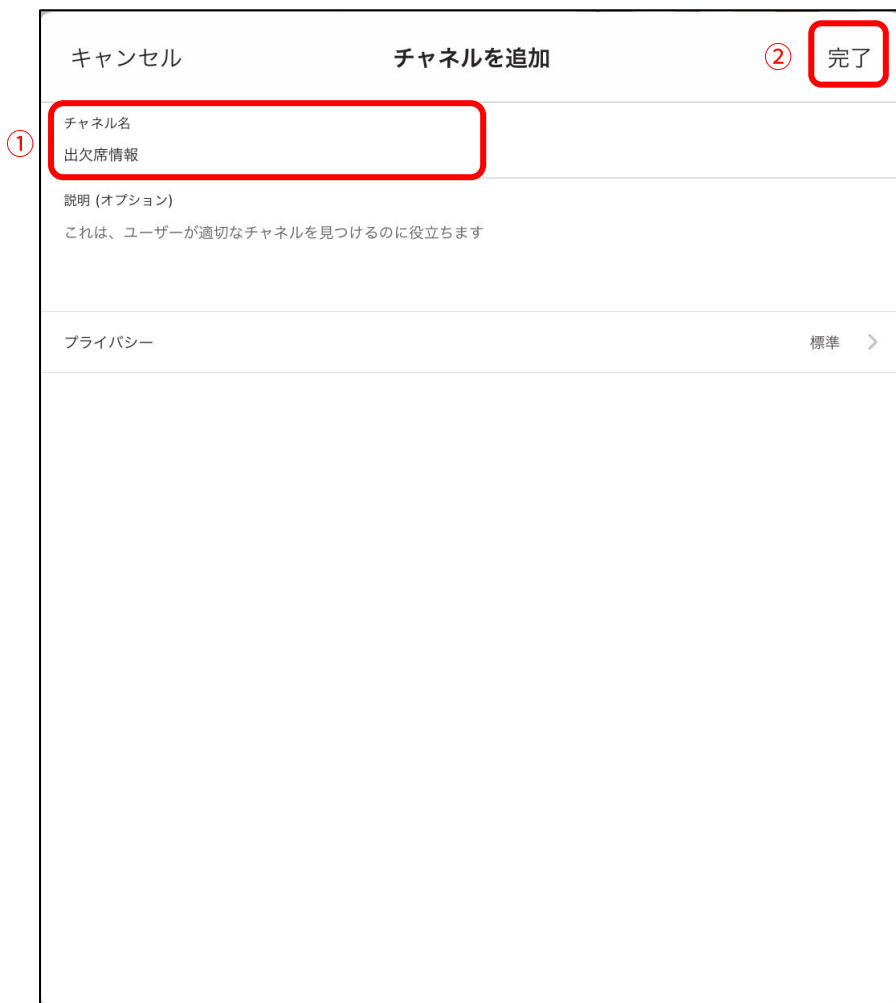 キャンセル チャネルを追加 ② 完了
① チャネル名
出欠席情報
説明 (オプション)
これは、ユーザーが適切なチャネルを見つけるのに役立ちます
プライバシー 標準